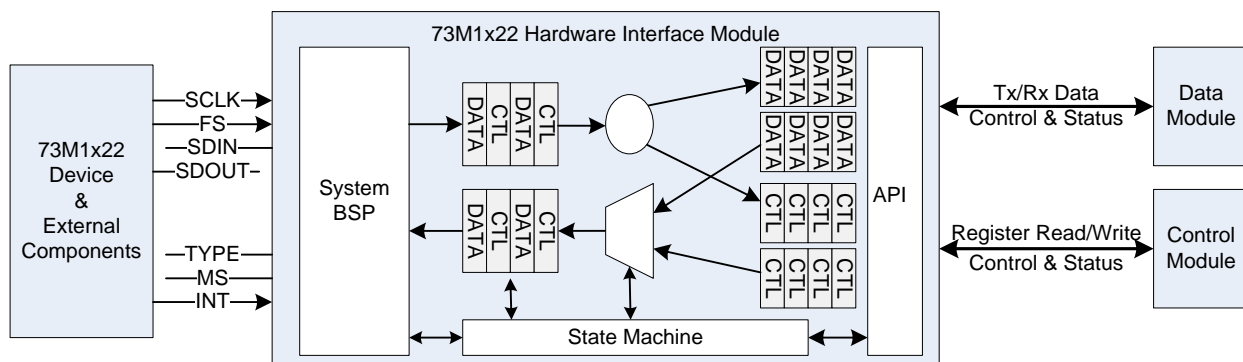 73M1x22 Hardware Interface Module
73M1x22
Device
&
External
Components
SCLK
FS
SDIN
SDOUT
TYPE
MS
INT
System
BSP
DATA
CTL
DATA
CTL
DATA
CTL
DATA
CTL
DATA
DATA
DATA
DATA
DATA
DATA
DATA
DATA
CTL
CTL
CTL
CTL
CTL
CTL
CTL
CTL
State Machine
API
Tx/Rx Data
Control & Status
Register Read/Write
Control & Status
Data
Module
Control
Module